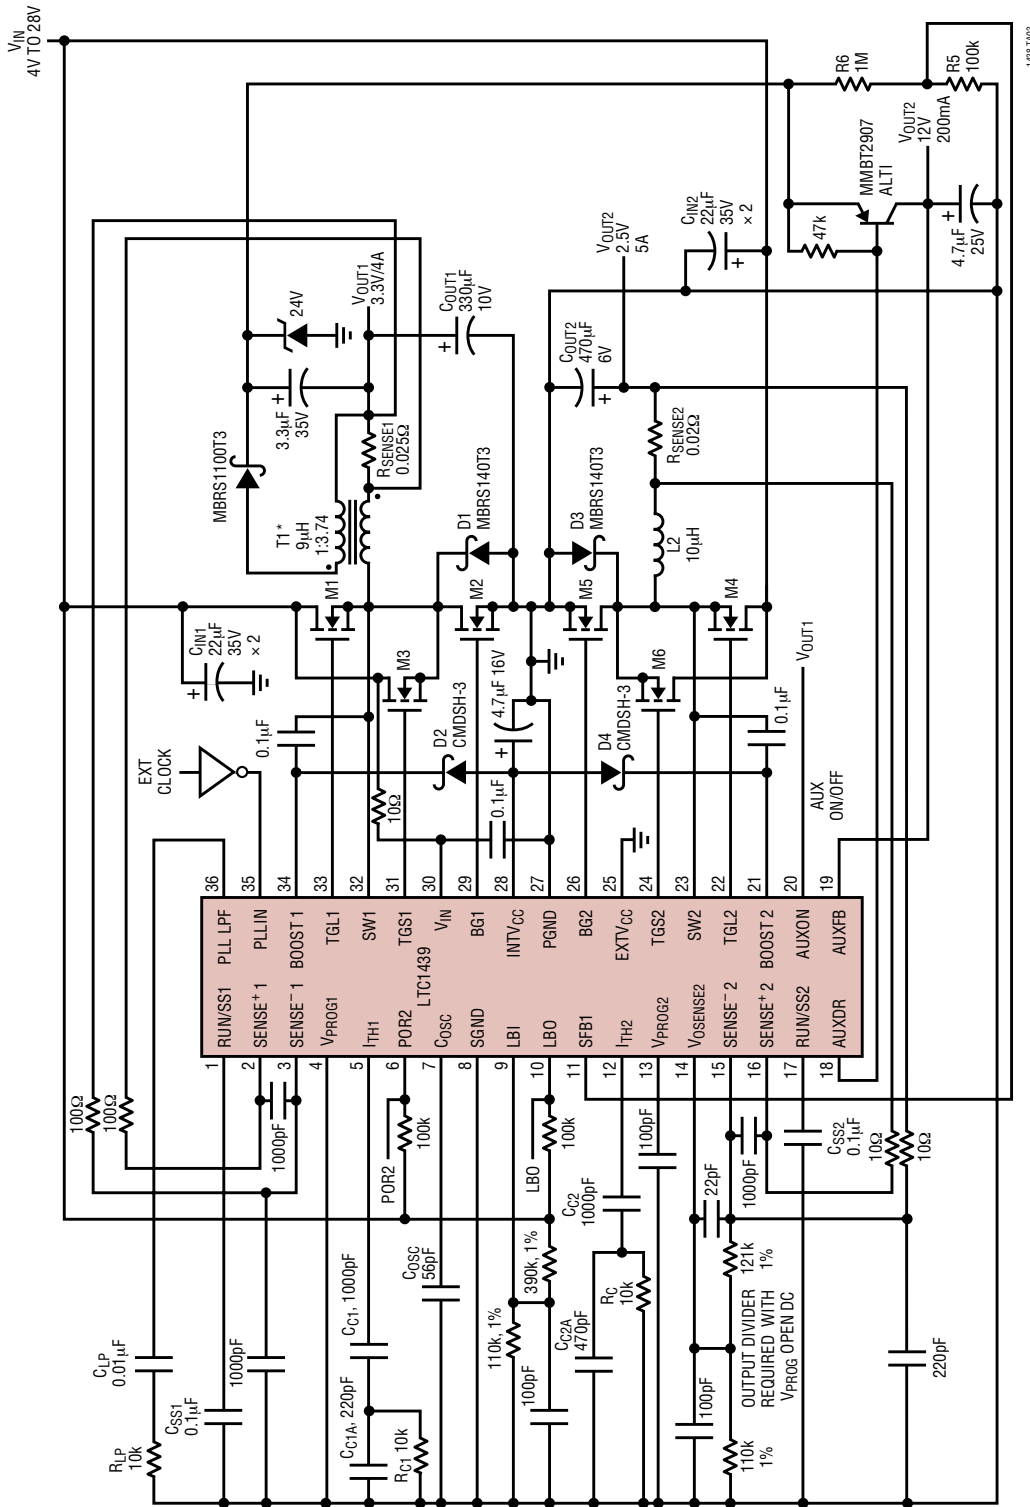 VIN
4V TO 28V
EXT
CLOCK
CIN1
22µF
35V
× 2
0.1µF
MBRS1100T3
T1*
9µH
1:3.74
3.3µF
35V
24V
RSENSE1
0.025Ω
VOUT1
3.3V/4A
COUT1
330µF
10V
M1
M3
D1
MBRS140T3
M2
10Ω
D2
CMDSH-3
4.7µF 16V
0.1µF
D4
CMDSH-3
M5
D3
MBRS140T3
M6
M4
L2
10µH
RSENSE2
0.02Ω
COUT2
470µF
6V
VOUT2
2.5V
5A
CIN2
22µF
35V
× 2
0.1µF
VOUT1
AUX
ON/OFF
47k
MMBT2907
ALTI
4.7µF
25V
VOUT2
12V
200mA
R6
1M
R5
100k
LTC1439
1 RUN/SS1
2 SENSE+ 1
3 SENSE– 1
4 VPROG1
5 ITH1
6 POR2
7 COSC
8 SGND
9 LBI
10 LBO
11 SFB1
12 ITH2
13 VPROG2
14 VOSENSE2
15 SENSE– 2
16 SENSE+ 2
17 RUN/SS2
18 AUXDR
PLL LPF 36
PLLIN 35
BOOST 1 34
TGL1 33
SW1 32
TGS1 31
VIN 30
BG1 29
INTVCC 28
PGND 27
BG2 26
EXTVCC 25
TGS2 24
SW2 23
TGL2 22
BOOST 2 21
AUXON 20
AUXFB 19
100Ω
100Ω
1000pF
POR2
100k
LBO
100k
RLP
10k
CLP
0.01µF
CSS1
0.1µF
1000pF
CC1A, 220pF
CC1, 1000pF
RC1 10k
COSC
56pF
110k, 1%
390k, 1%
100pF
CC2A
470pF
CC2
1000pF
RC
10k
100pF
22pF
1000pF
100pF
110k
1%
121k
1%
OUTPUT DIVIDER
REQUIRED WITH
VPROG OPEN DC
CSS2
0.1µF
10Ω
10Ω
220pF